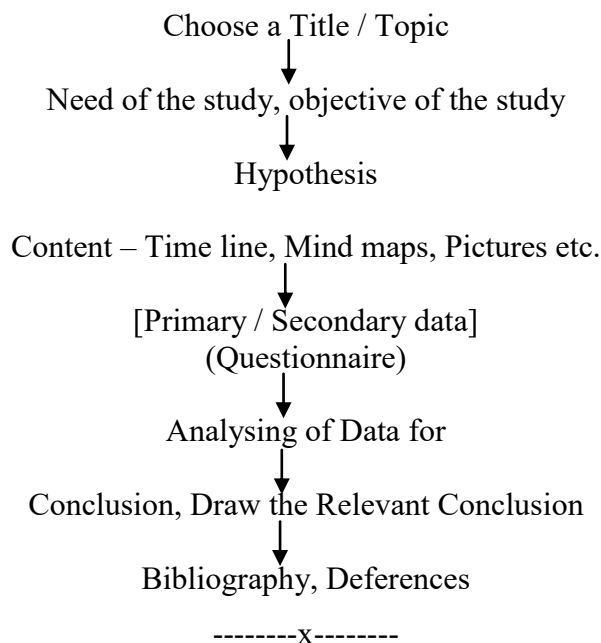 Choose a Title / Topic
Need of the study, objective of the study
Hypothesis
Content – Time line, Mind maps, Pictures etc.
[Primary / Secondary data]
(Questionnaire)
Analysing of Data for
Conclusion, Draw the Relevant Conclusion
Bibliography, Deferences
--------x--------